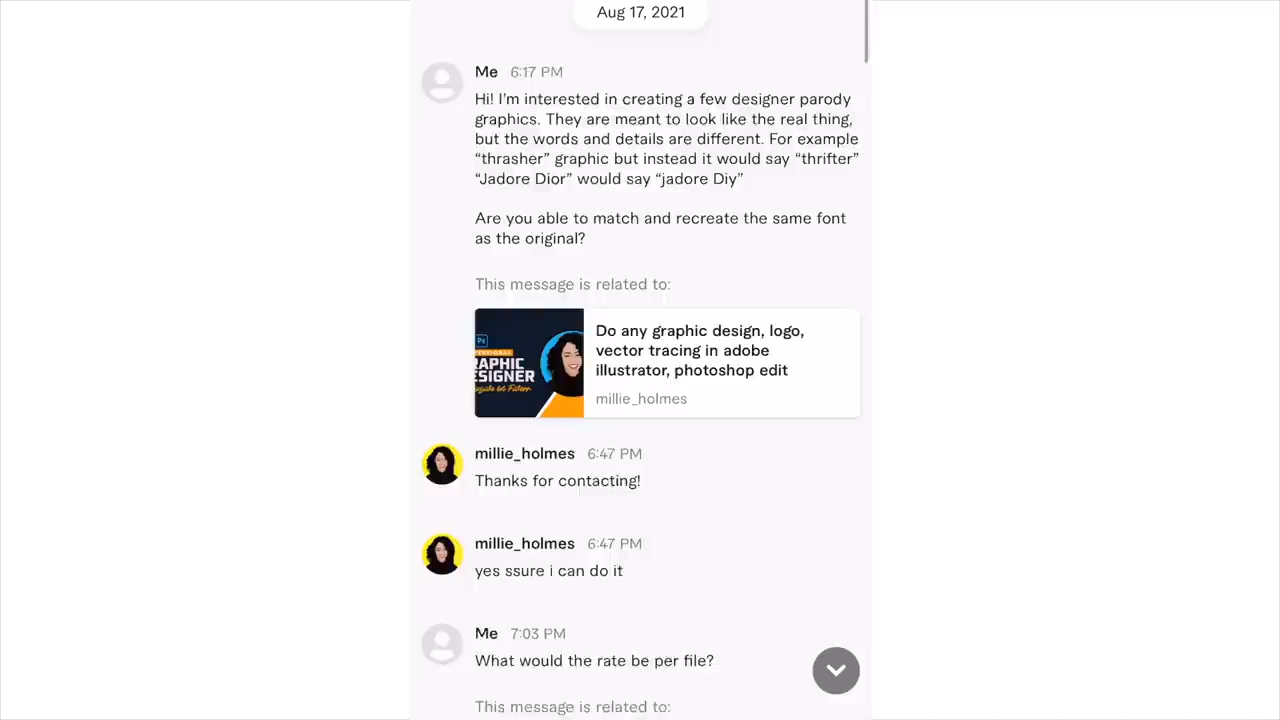 Aug 17, 2021
Me 6:17 PM
Hi! I'm interested in creating a few designer parody
graphics. They are meant to look like the real thing,
but the words and details are different. For example
“thrasher” graphic but instead it would say “thrifter”
“Jadore Dior” would say “jadore Diy”
Are you able to match and recreate the same font
as the original?
This message is related to:
Ps
GRAPHIC
Do any graphic design, logo,
vector tracing in adobe
illustrator, photoshop edit
millie_holmes
millie_holmes 6:47 PM
Thanks for contacting!
millie_holmes 6:47 PM
yes ssure i can do it
Me 7:03 PM
What would the rate be per file?
This message is related to: